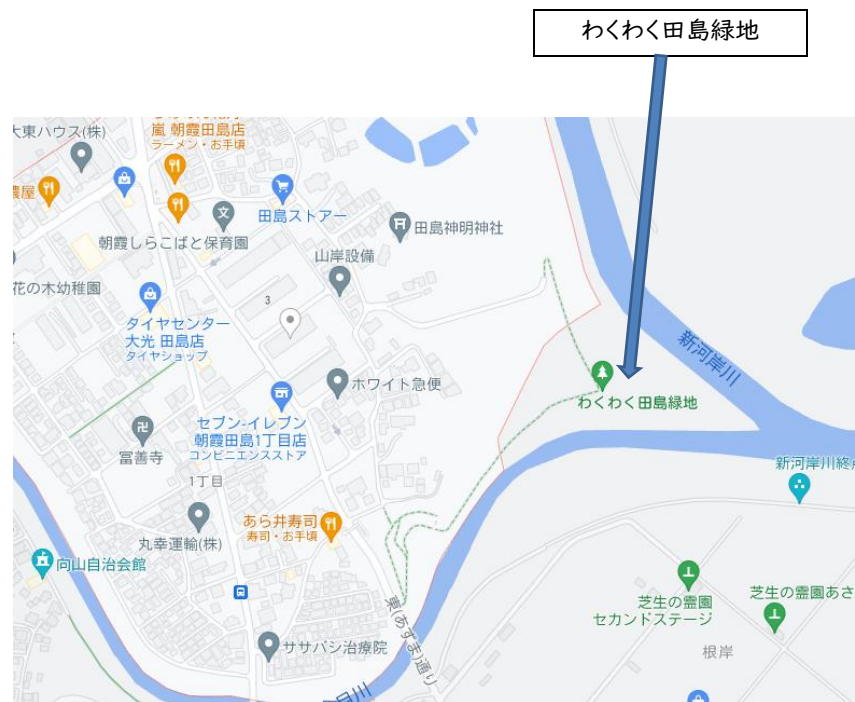 わくわく田島緑地
大東ハウス(株)
嵐 朝霞田島店
ラーメン・お手頃
田島ストアー
田島神明神社
朝霞しらこばと保育園
山岸設備
花の木幼稚園
3
タイヤセンター
大光 田島店
タイヤショップ
新河岸川
ホワイト急便
わくわく田島緑地
セブン-イレブン
朝霞田島1丁目店
コンビニエンスストア
冨善寺
1丁目
新河岸川終
あら井寿司
寿司・お手頃
丸幸運輸(株)
向山自治会館
芝生の霊園
セカンドステージ
芝生の霊園あさ
東(あずま)通り
ササバシ治療院
根岸